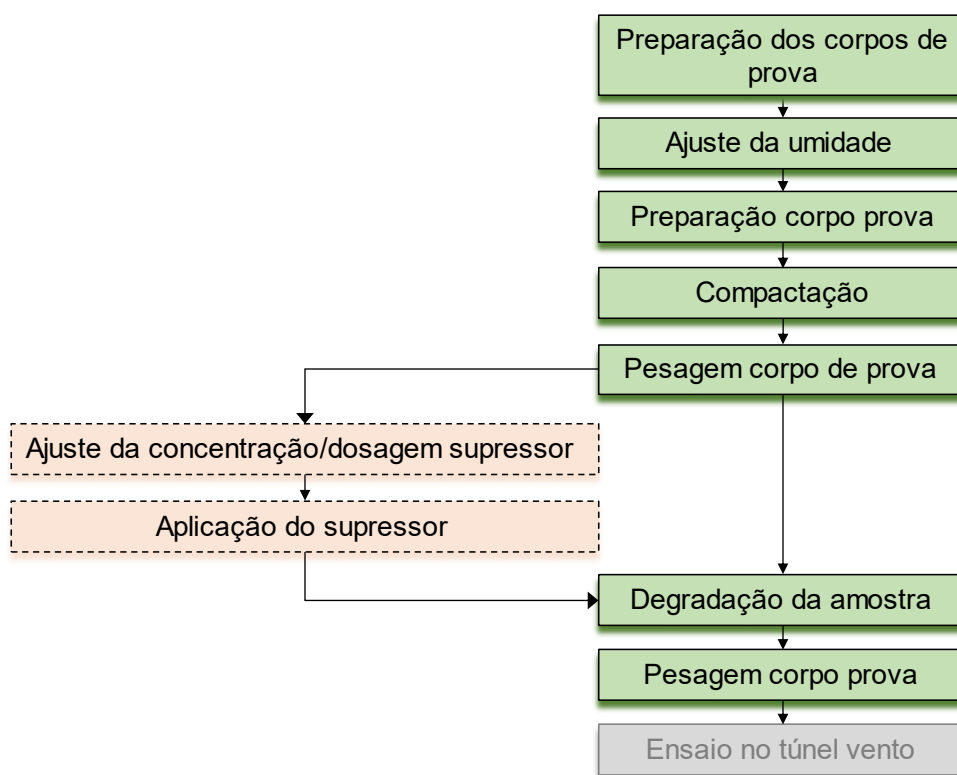 Preparação dos corpos de
prova
Ajuste da umidade
Preparação corpo prova
Compactação
Pesagem corpo de prova
Ajuste da concentração/dosagem supressor
Aplicação do supressor
Degradação da amostra
Pesagem corpo prova
Ensaio no túnel vento